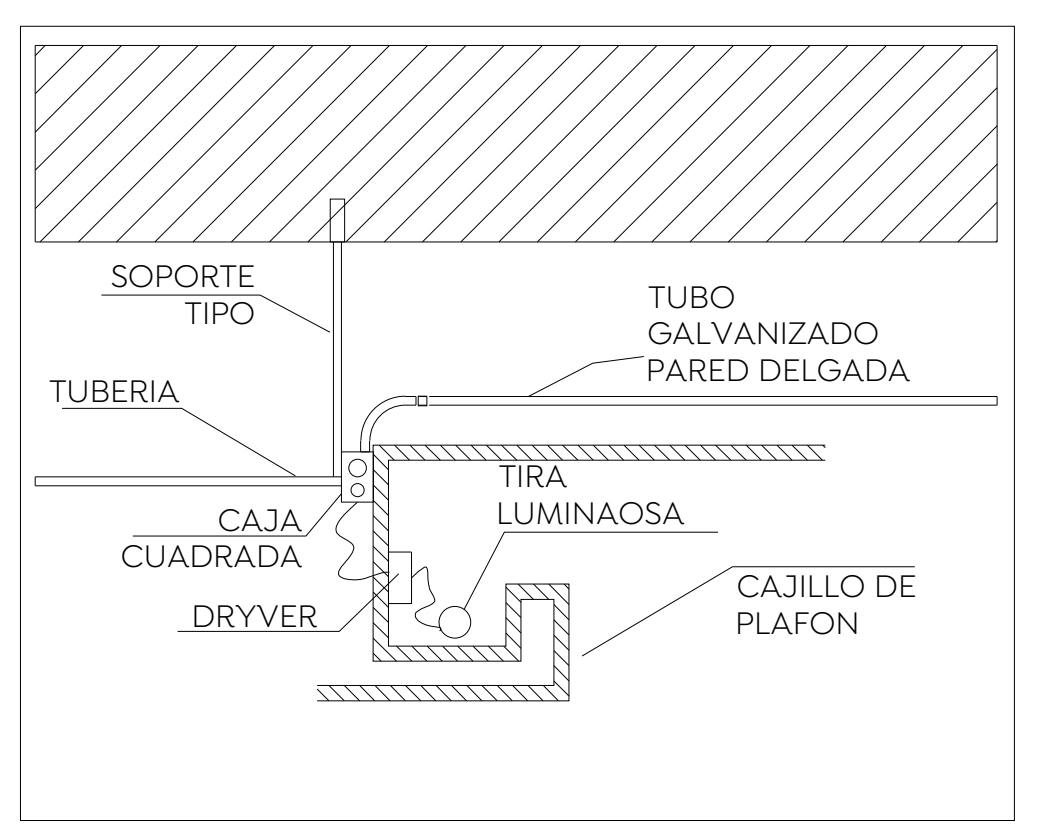 SOPORTE
TIPO
TUBO
GALVANIZADO
PARED DELGADA
TUBERIA
TIRA
LUMINAOSA
CAJA
CUADRADA
CAJILLO DE
PLAFON
DRYVER